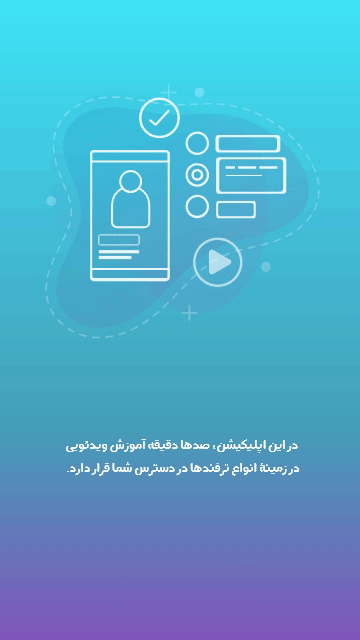 در این اپلیکیشن، صدها دقیقه آموزش ویدئویی
در زمینهٔ انواع ترفندها در دسترس شما قرار دارد.